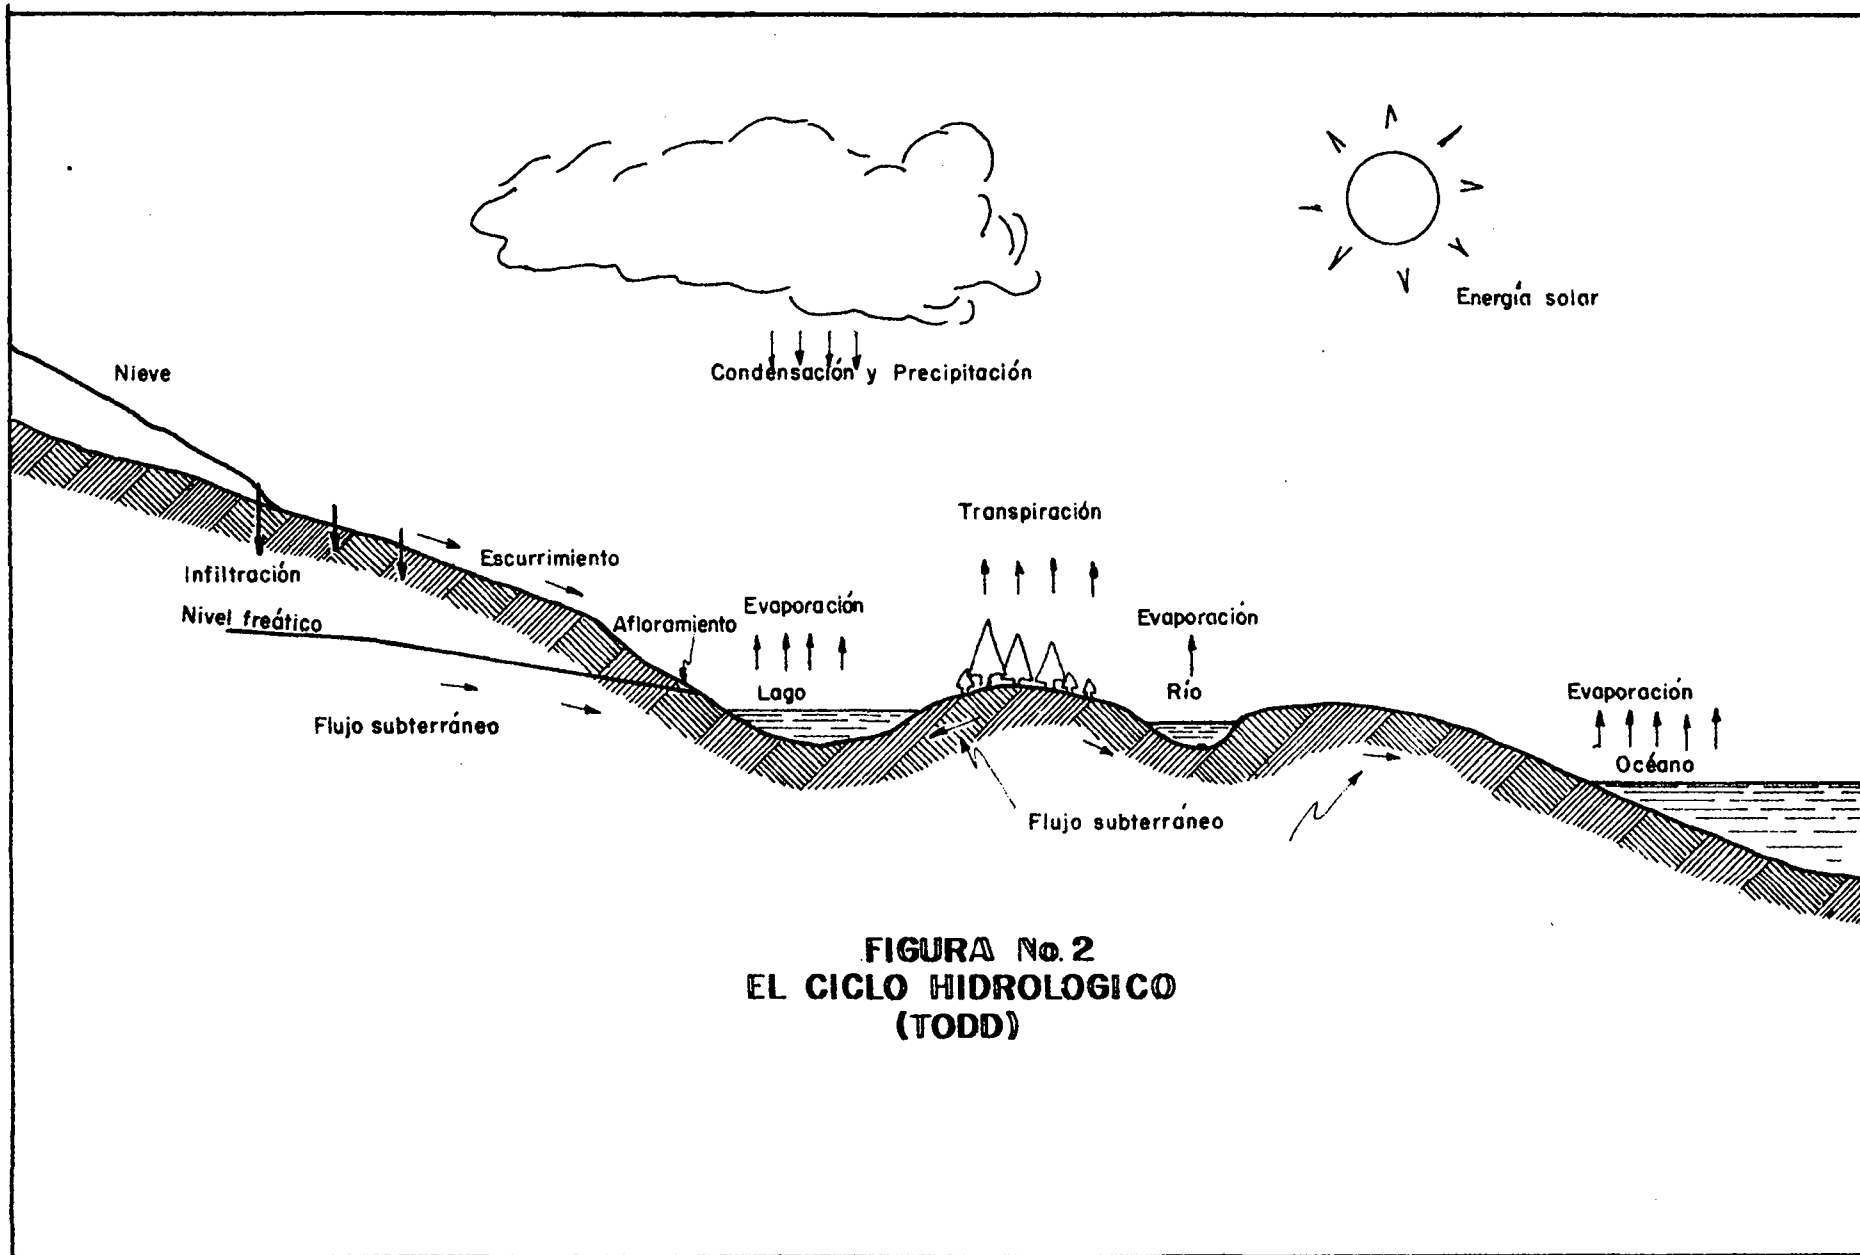 Energía solar
Condensación y Precipitación
Nieve
Transpiración
Escurrimiento
Infiltración
Evaporación
Nivel freático
Afloramiento
Evaporación
Lago
Río
Evaporación
Flujo subterráneo
Océano
Flujo subterráneo
FIGURA No. 2
EL CICLO HIDROLOGICO
(TODD)